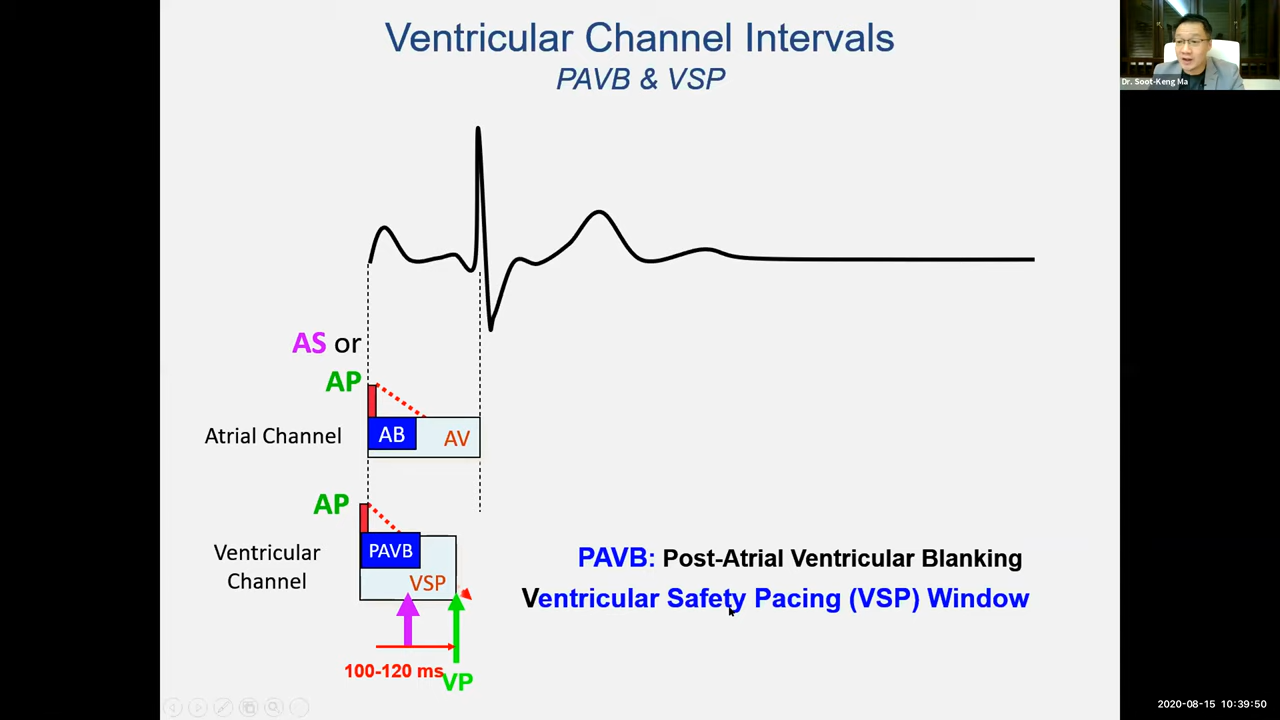 Ventricular Channel Intervals
PAVB & VSP
Dr. Soot-Keng Ma
AS or
AP
Atrial Channel
AB
AV
AP
Ventricular
Channel
PAVB
VSP
PAVB: Post-Atrial Ventricular Blanking
Ventricular Safety Pacing (VSP) Window
100-120 ms
VP
2020-08-15 10:39:50